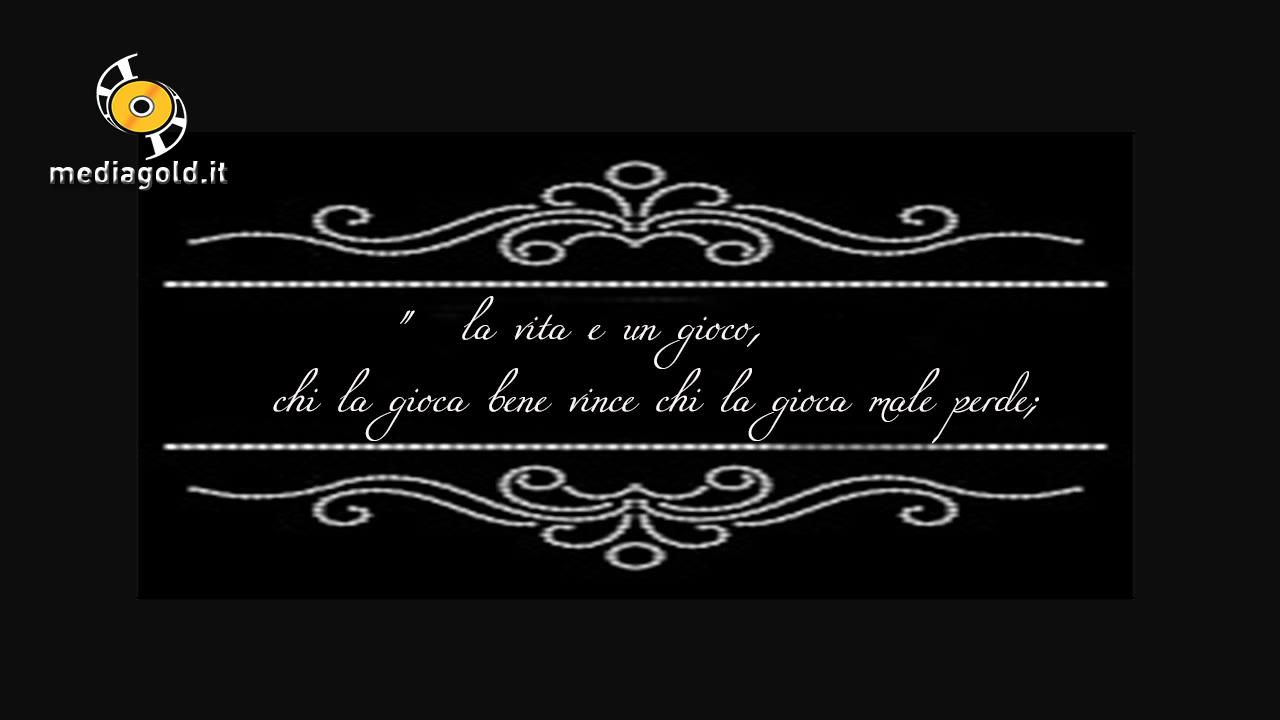 mediagold.it
" la vita e un gioco,
chi la gioca bene vince chi la gioca male perde;